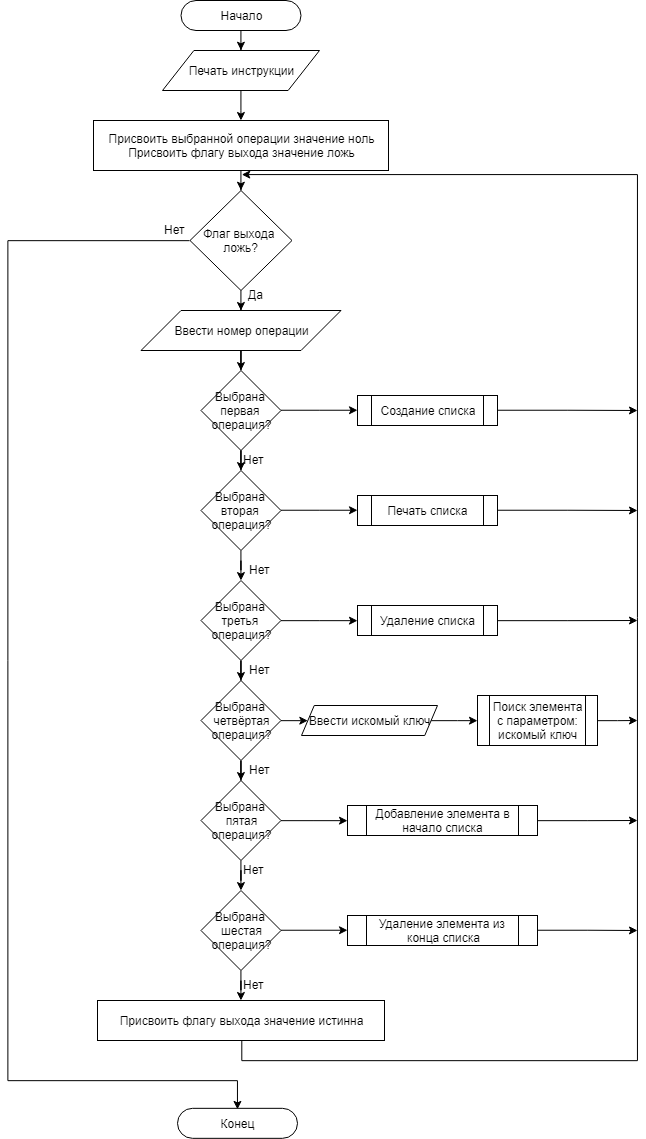 Начало
Печать инструкции
Присвоить выбранной операции значение ноль
Присвоить флагу выхода значение ложь
Нет
Флаг выхода
ложь?
Да
Ввести номер операции
Выбрана
первая
операция?
Создание списка
Нет
Выбрана
вторая
операция?
Печать списка
Нет
Выбрана
третья
операция?
Удаление списка
Нет
Выбрана
четвёртая
операция?
Ввести искомый ключ
Поиск элемента
с параметром:
искомый ключ
Нет
Выбрана
пятая
операция?
Добавление элемента в
начало списка
Нет
Выбрана
шестая
операция?
Удаление элемента из
конца списка
Нет
Присвоить флагу выхода значение истинна
Конец